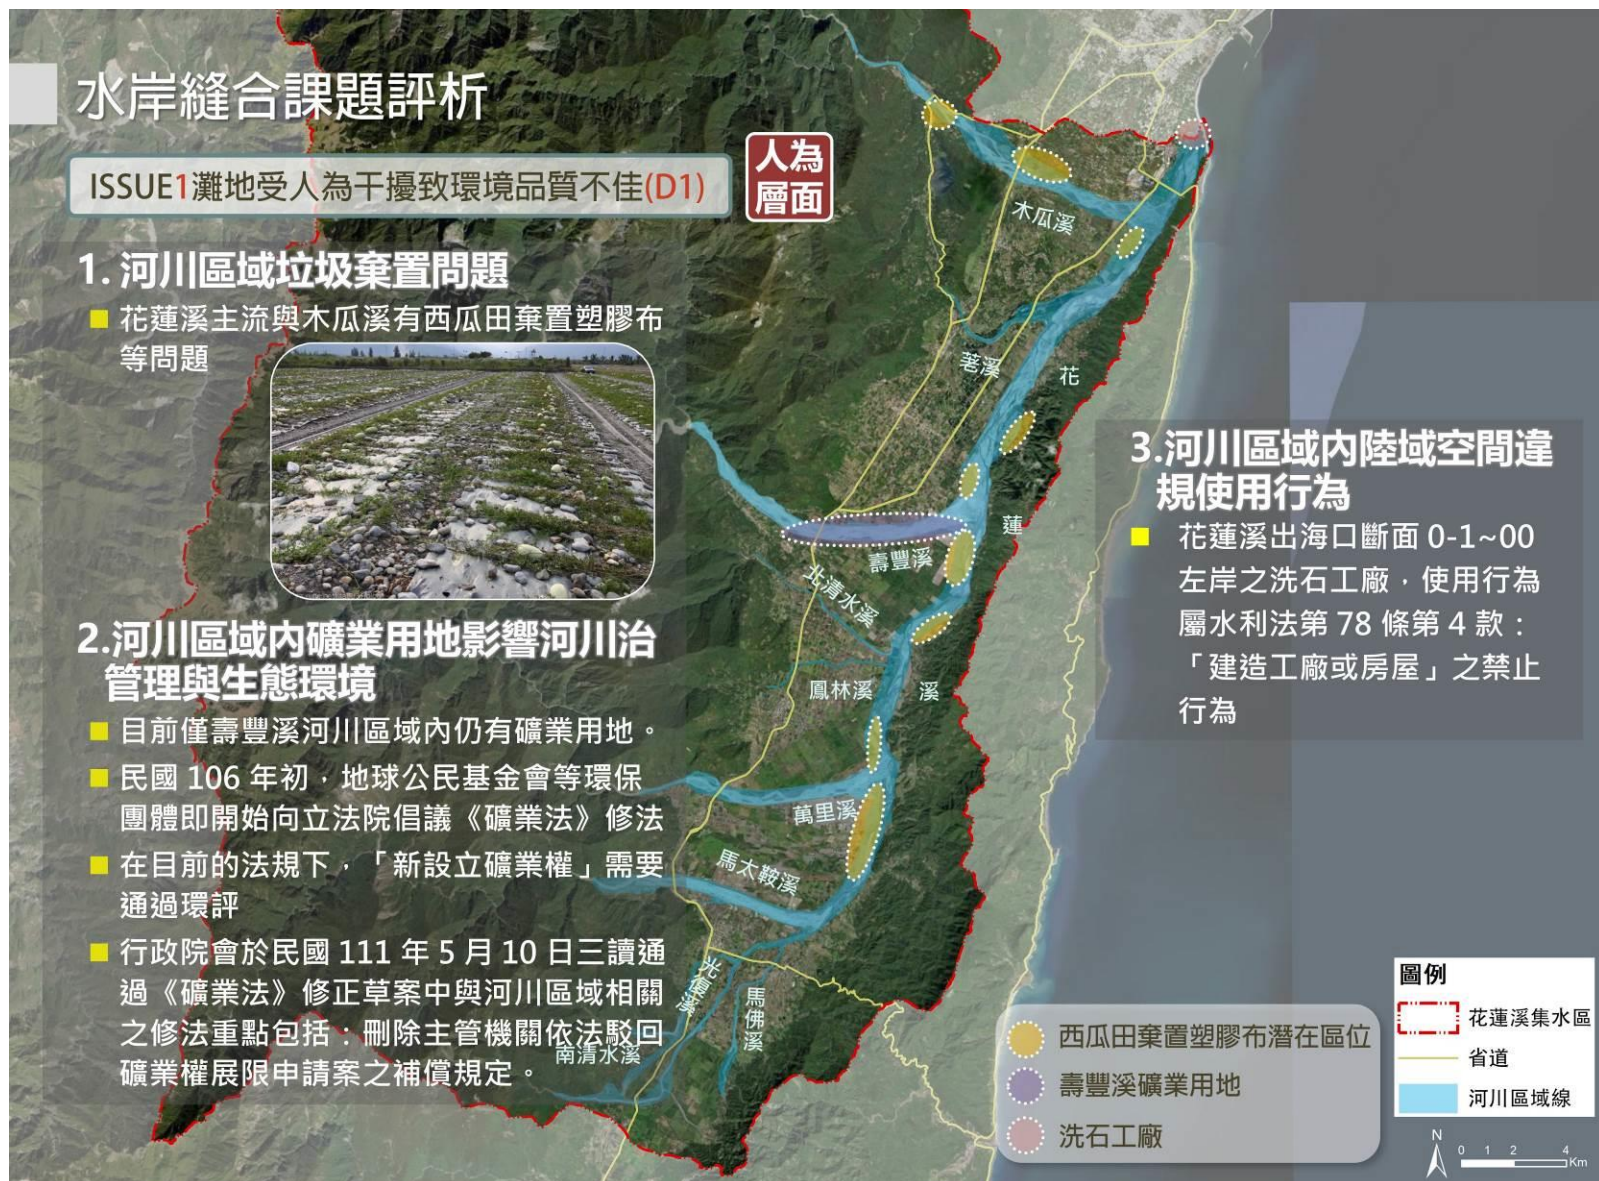 水岸縫合課題評析
ISSUE1灘地受人為干擾致環境品質不佳(D1)
人為
層面
1. 河川區域垃圾棄置問題
花蓮溪主流與木瓜溪有西瓜田棄置塑膠布
等問題
2.河川區域內礦業用地影響河川治
管理與生態環境
目前僅壽豐溪河川區域內仍有礦業用地。
民國 106 年初，地球公民基金會等環保
團體即開始向立法院倡議《礦業法》修法
在目前的法規下，「新設立礦業權」需要
通過環評
行政院會於民國 111 年 5 月 10 日三讀通
過《礦業法》修正草案中與河川區域相關
之修法重點包括：刪除主管機關依法駁回
礦業權展限申請案之補償規定。
木瓜溪
荖溪
花
蓮
溪
壽豐溪
北清水溪
鳳林溪
萬里溪
馬太鞍溪
光復溪
馬佛溪
南清水溪
3.河川區域內陸域空間違
規使用行為
花蓮溪出海口斷面 0-1~00
左岸之洗石工廠，使用行為
屬水利法第 78 條第 4 款：
「建造工廠或房屋」之禁止
行為
西瓜田棄置塑膠布潛在區位
壽豐溪礦業用地
洗石工廠
圖例
花蓮溪集水區
省道
河川區域線
N
0 1 2 4
Km